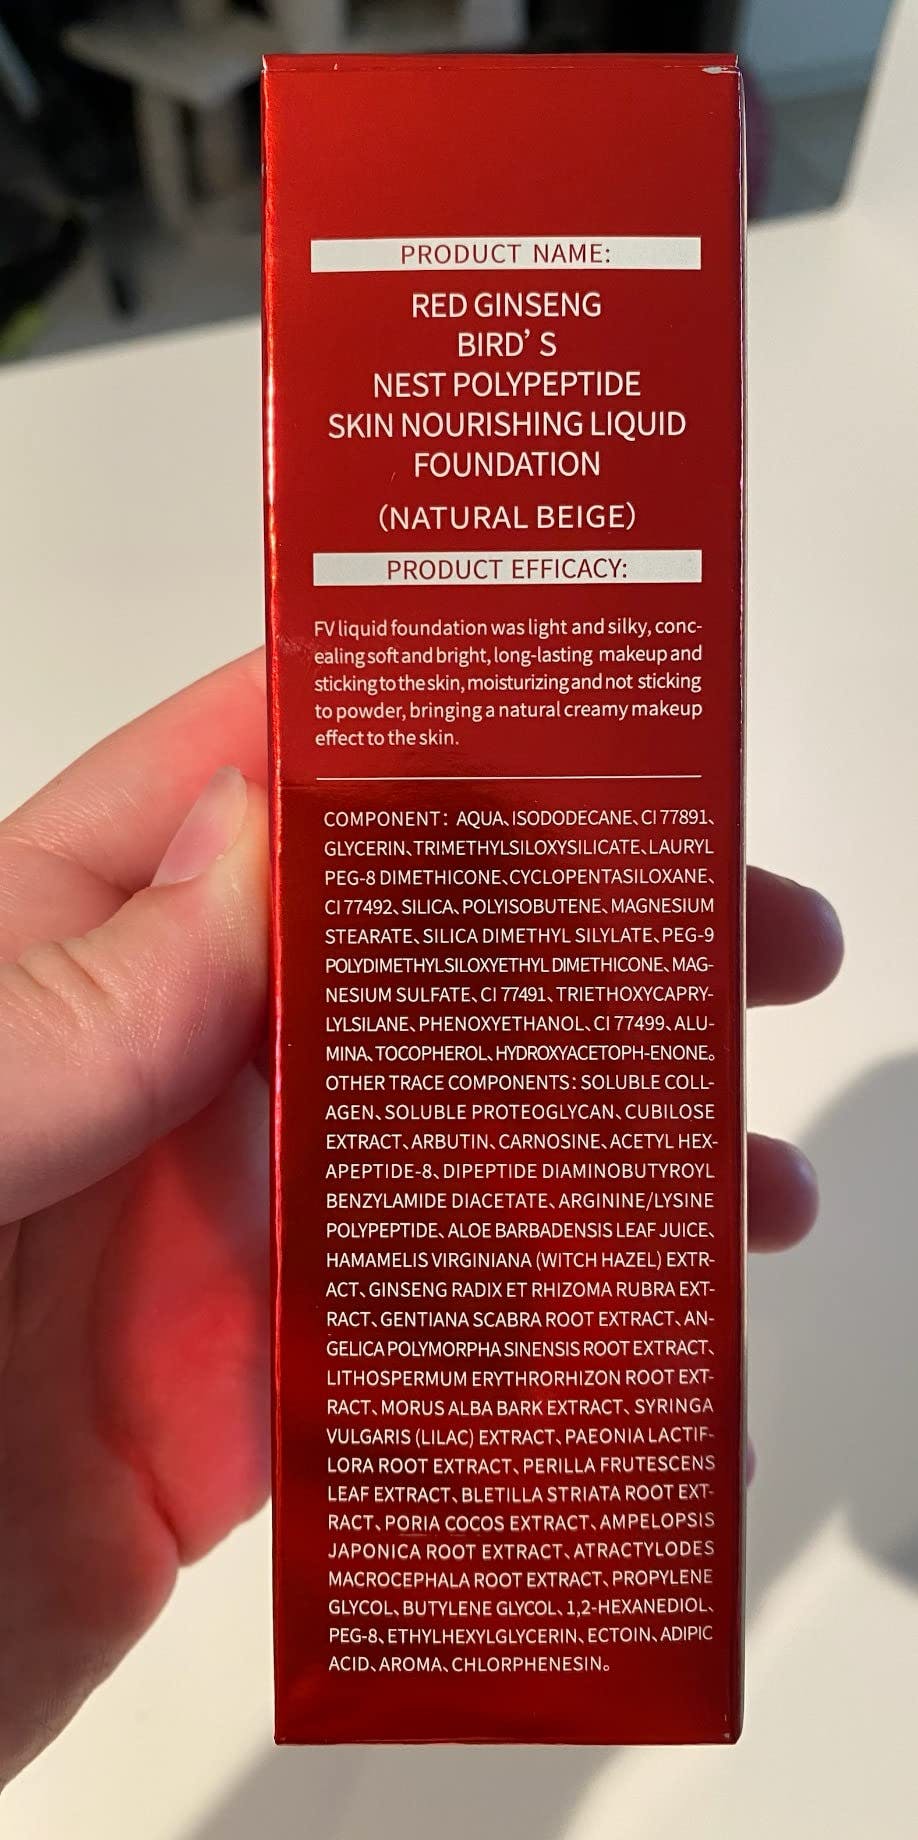 PRODUCT NAME:
RED GINSENG
BIRD’ S
NEST POLYPEPTIDE
SKIN NOURISHING LIQUID
FOUNDATION
（NATURAL BEIGE）
PRODUCT EFFICACY:
FV liquid foundation was light and silky, conc-
ealing soft and bright, long-lasting makeup and
sticking to the skin, moisturizing and not sticking
to powder, bringing a natural creamy makeup
effect to the skin.
COMPONENT：AQUA、ISODODECANE、CI 77891、
GLYCERIN、TRIMETHYLSILOXYSILICATE、LAURYL
PEG-8 DIMETHICONE、CYCLOPENTASILOXANE、
CI 77492、SILICA、POLYISOBUTENE、MAGNESIUM
STEARATE、SILICA DIMETHYL SILYLATE、PEG-9
POLYDIMETHYLSILOXYETHYL DIMETHICONE、MAG-
NESIUM SULFATE、CI 77491、TRIETHOXYCAPRY-
LYLSILANE、PHENOXYETHANOL、CI 77499、ALU-
MINA、TOCOPHEROL、HYDROXYACETOPH-ENONE。
OTHER TRACE COMPONENTS：SOLUBLE COLL-
AGEN、SOLUBLE PROTEOGLYCAN、CUBILOSE
EXTRACT、ARBUTIN、CARNOSINE、ACETYL HEX-
APEPTIDE-8、DIPEPTIDE DIAMINOBUTYROYL
BENZYLAMIDE DIACETATE、ARGININE/LYSINE
POLYPEPTIDE、ALOE BARBADENSIS LEAF JUICE、
HAMAMELIS VIRGINIANA (WITCH HAZEL) EXTR-
ACT、GINSENG RADIX ET RHIZOMA RUBRA EXT-
RACT、GENTIANA SCABRA ROOT EXTRACT、AN-
GELICA POLYMORPHA SINENSIS ROOT EXTRACT、
LITHOSPERMUM ERYTHRORHIZON ROOT EXT-
RACT、MORUS ALBA BARK EXTRACT、SYRINGA
VULGARIS (LILAC) EXTRACT、PAEONIA LACTIF-
LORA ROOT EXTRACT、PERILLA FRUTESCENS
LEAF EXTRACT、BLETILLA STRIATA ROOT EXT-
RACT、PORIA COCOS EXTRACT、AMPELOPSIS
JAPONICA ROOT EXTRACT、ATRACTYLODES
MACROCEPHALA ROOT EXTRACT、PROPYLENE
GLYCOL、BUTYLENE GLYCOL、1,2-HEXANEDIOL、
PEG-8、ETHYLHEXYLGLYCERIN、ECTOIN、ADIPIC
ACID、AROMA、CHLORPHENESIN。